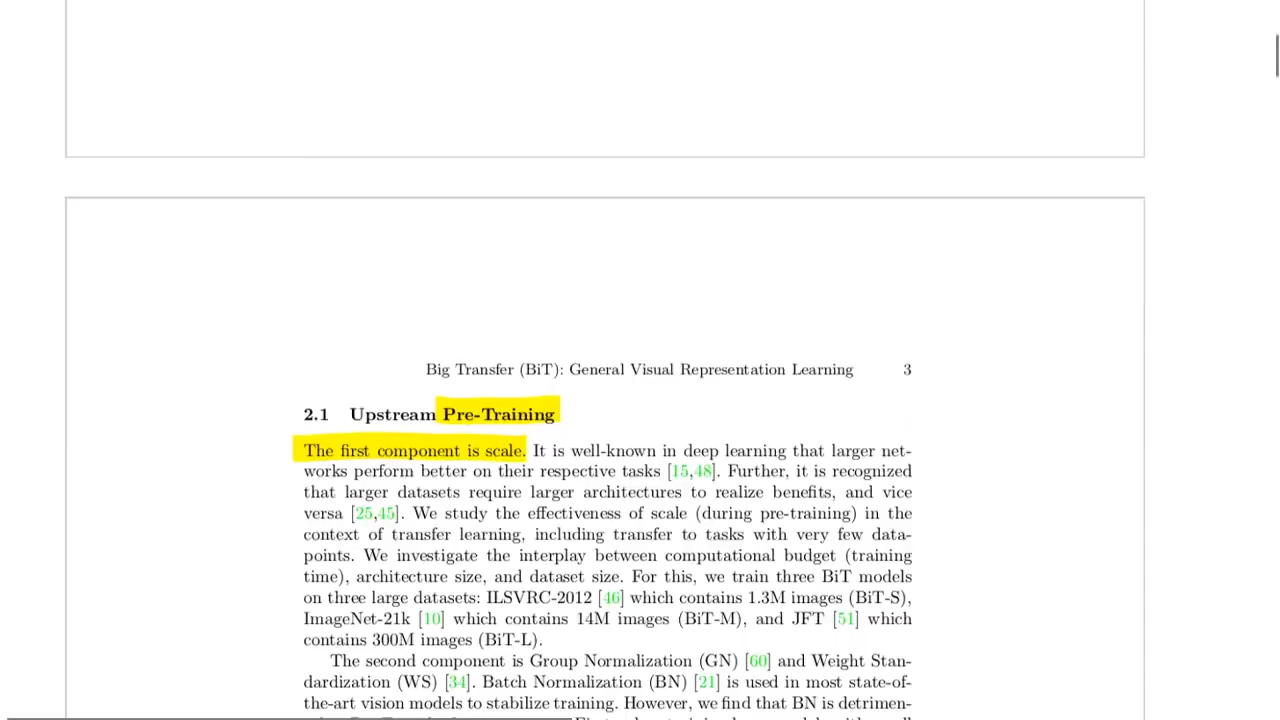 Big Transfer (BiT): General Visual Representation Learning 3
2.1 Upstream Pre-Training
The first component is scale. It is well-known in deep learning that larger net-
works perform better on their respective tasks [15,48]. Further, it is recognized
that larger datasets require larger architectures to realize benefits, and vice
versa [25,45]. We study the effectiveness of scale (during pre-training) in the
context of transfer learning, including transfer to tasks with very few data-
points. We investigate the interplay between computational budget (training
time), architecture size, and dataset size. For this, we train three BiT models
on three large datasets: ILSVRC-2012 [46] which contains 1.3M images (BiT-S),
ImageNet-21k [10] which contains 14M images (BiT-M), and JFT [51] which
contains 300M images (BiT-L).
The second component is Group Normalization (GN) [60] and Weight Stan-
dardization (WS) [34]. Batch Normalization (BN) [21] is used in most state-of-
the-art vision models to stabilize training. However, we find that BN is detrimen-